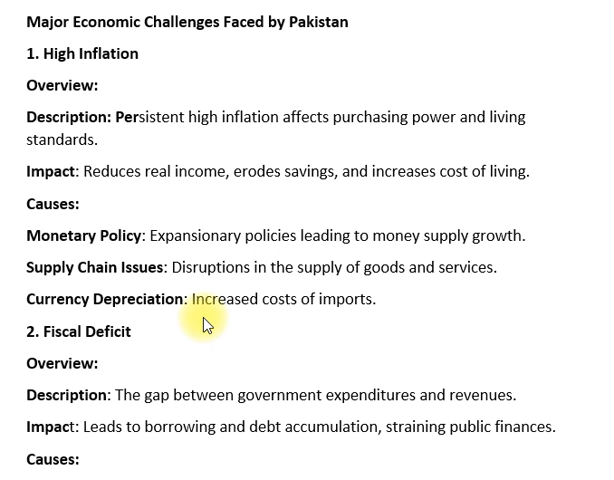 Major Economic Challenges Faced by Pakistan
1. High Inflation
Overview:
Description: Persistent high inflation affects purchasing power and living
standards.
Impact: Reduces real income, erodes savings, and increases cost of living.
Causes:
Monetary Policy: Expansionary policies leading to money supply growth.
Supply Chain Issues: Disruptions in the supply of goods and services.
Currency Depreciation: Increased costs of imports.
2. Fiscal Deficit
Overview:
Description: The gap between government expenditures and revenues.
Impact: Leads to borrowing and debt accumulation, straining public finances.
Causes: